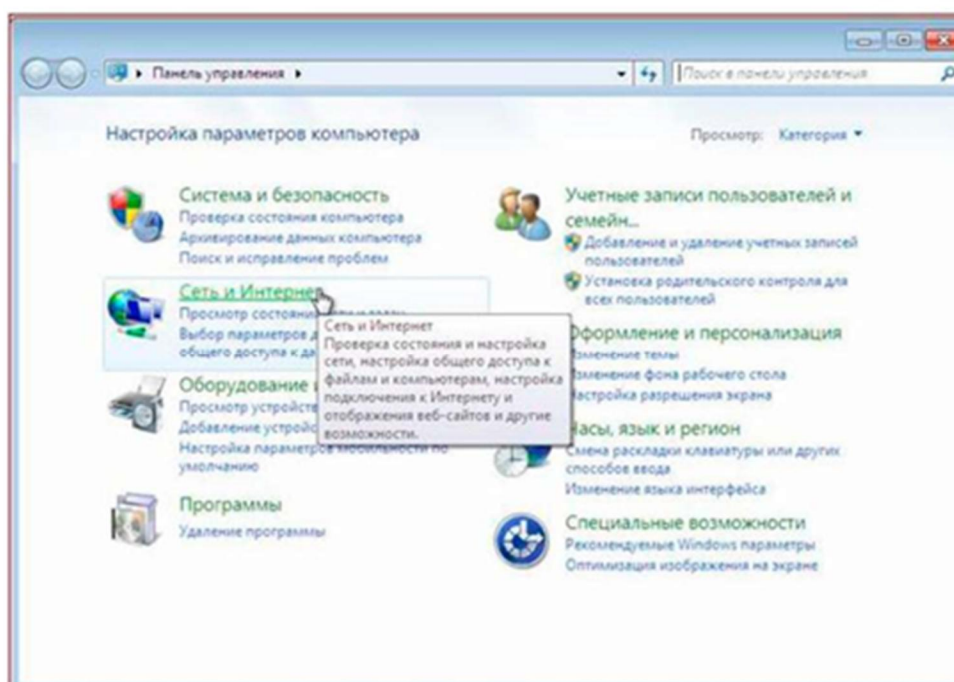 Панель управления
Поиск в панели управления
Настройка параметров компьютера
Просмотр: Категория
Система и безопасность
Проверка состояния компьютера
Архивирование данных компьютера
Поиск и исправление проблем
Сеть и Интернет
Просмотр состояния
Выбор параметров
общего доступа к
Сеть и Интернет
Проверка состояния и настройка
сети, настройка общего доступа к
файлам и компьютерам, настройка
подключения к Интернету и
отображения веб-сайтов и другие
возможности.
Оборудование
Просмотр устройств
Добавление
Настройка параметров мобильности по
умолчанию
Программы
Удаление программы
Учетные записи пользователей и
семейн...
Добавление и удаление учетных записей
пользователей
Установка родительского контроля для
всех пользователей
Оформление и персонализация
Изменение темы
Изменение фона рабочего стола
Настройка разрешения экрана
Часы, язык и регион
Смена раскладки клавиатуры или других
способов ввода
Изменение языка интерфейса
Специальные возможности
Рекомендуемые Windows параметры
Оптимизация изображения на экране